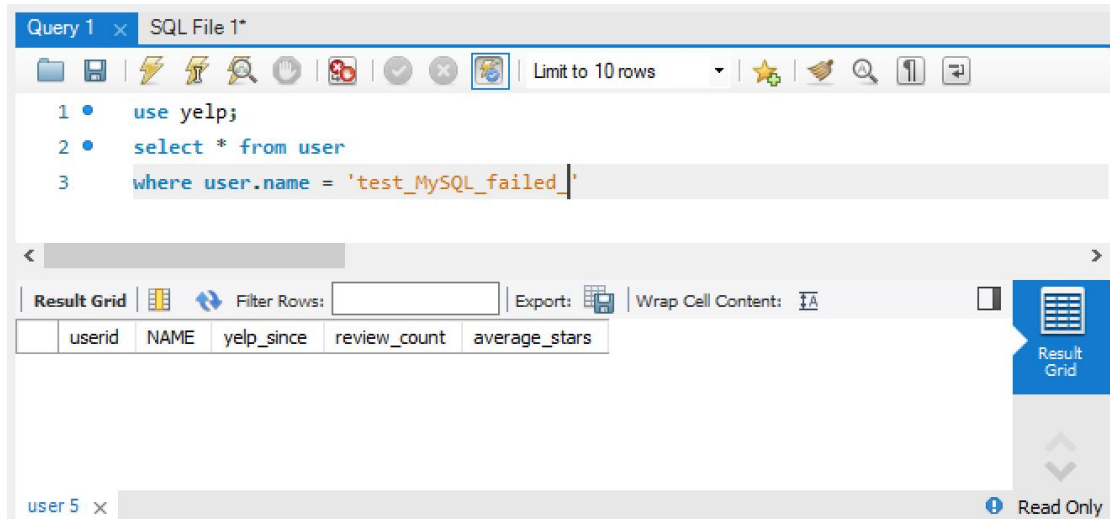 Query 1 SQL File 1*
Limit to 10 rows
1 use yelp;
2 select * from user
3 where user.name = 'test_MySQL_failed_'
Result Grid Filter Rows: Export: Wrap Cell Content:
userid NAME yelp_since review_count average_stars
Result
Grid
user 5 Read Only